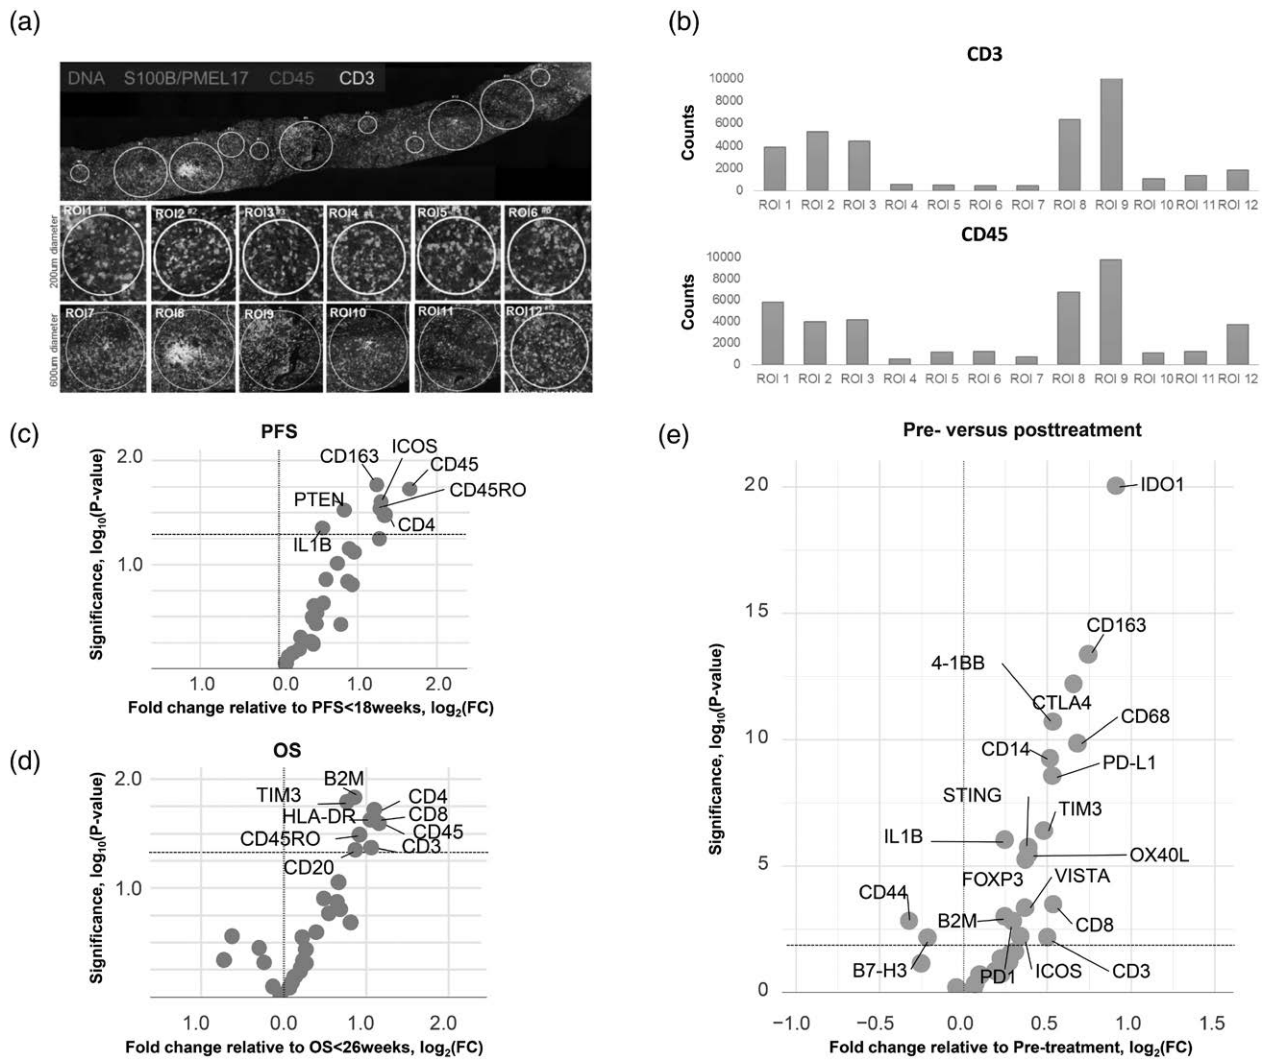 (a)
DNA S100B/PMEL17 CD45 CD3
200um diameter
ROI1 ROI2 #2 ROI3 ROI4 ROI5 ROI6
600um diameter
ROI7 ROI8 ROI9 ROI10 ROI11 ROI12
(b)
CD3
Counts
10000
8000
6000
4000
2000
0
ROI 1 ROI 2 ROI 3 ROI 4 ROI 5 ROI 6 ROI 7 ROI 8 ROI 9 ROI 10 ROI 11 ROI 12
CD45
Counts
10000
8000
6000
4000
2000
0
ROI 1 ROI 2 ROI 3 ROI 4 ROI 5 ROI 6 ROI 7 ROI 8 ROI 9 ROI 10 ROI 11 ROI 12
(c)
PFS
Significance, log10(P-value)
2.0
1.0
CD163
ICOS
CD45
CD45RO
PTEN
CD4
IL1B
1.0 0.0 1.0 2.0
Fold change relative to PFS<18weeks, log2(FC)
(d)
OS
Significance, log10(P-value)
2.0
1.0
B2M
TIM3
CD4
HLA-DR
CD8
CD45RO
CD45
CD3
CD20
1.0 0.0 1.0 2.0
Fold change relative to OS<26weeks, log2(FC)
(e)
Pre- versus posttreatment
Significance, log10(P-value)
20
15
10
5
0
IDO1
CD163
4-1BB
CTLA4
CD68
CD14
PD-L1
STING
TIM3
IL1B
OX40L
FOXP3
VISTA
CD44
B2M
CD8
B7-H3
PD1
ICOS
CD3
−1.0 −0.5 0.0 0.5 1.0 1.5
Fold change relative to Pre-treatment, log2(FC)